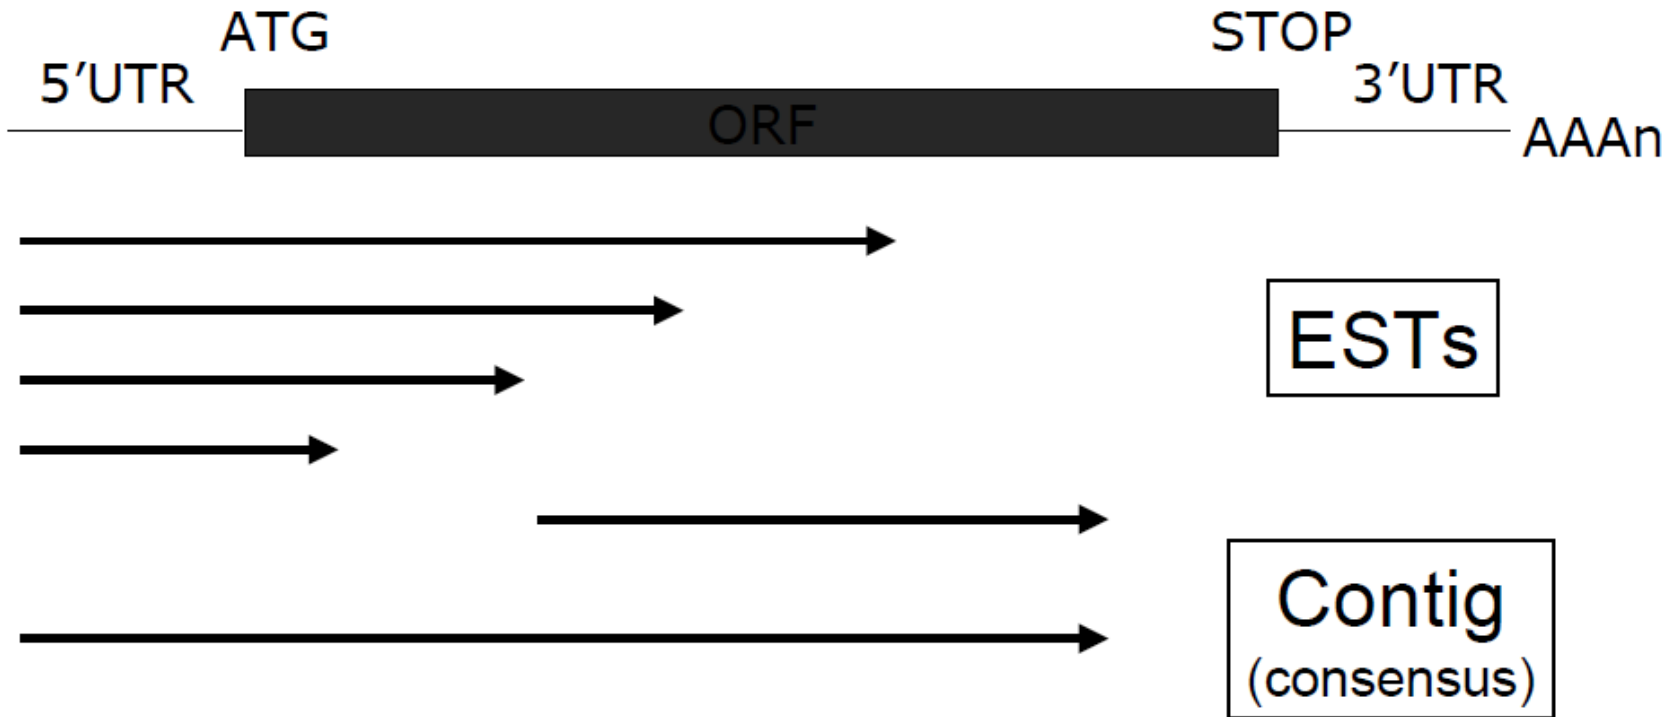 ATG
STOP
5'UTR
3'UTR
ORF
AAAn
ESTs
Contig
(consensus)